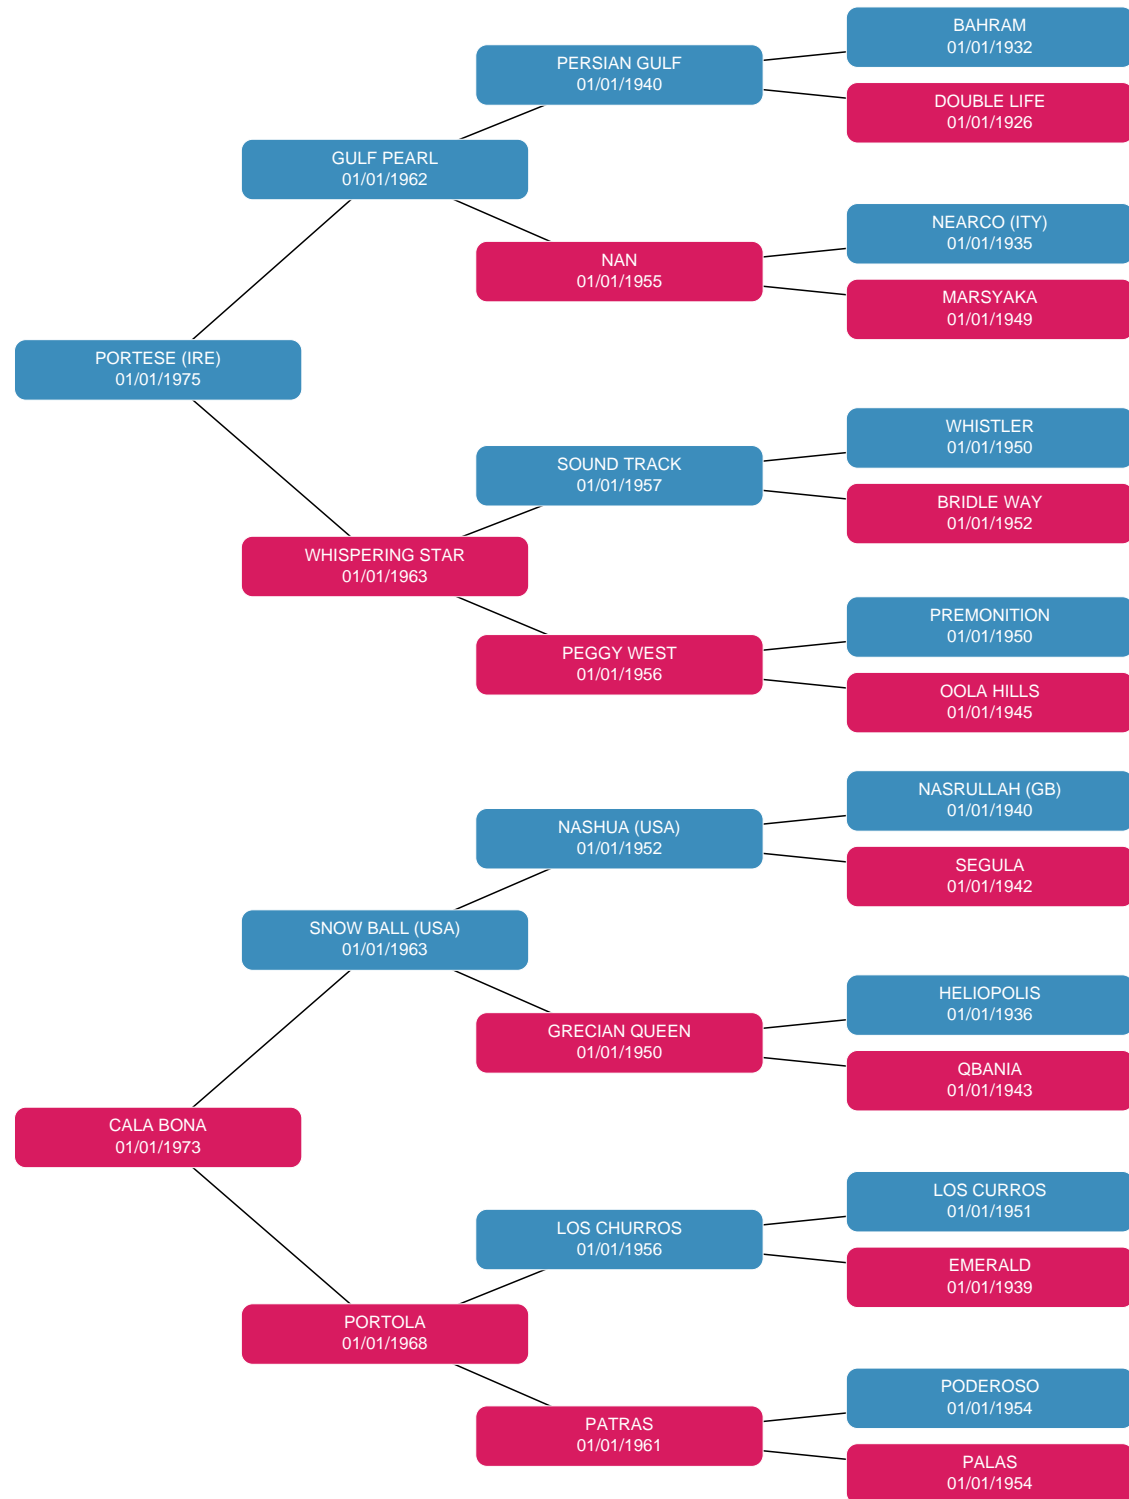 BAHRAM
01/01/1932
PERSIAN GULF
01/01/1940
DOUBLE LIFE
01/01/1926
GULF PEARL
01/01/1962
NEARCO (ITY)
01/01/1935
NAN
01/01/1955
MARSYAKA
01/01/1949
PORTESE (IRE)
01/01/1975
WHISTLER
01/01/1950
SOUND TRACK
01/01/1957
BRIDLE WAY
01/01/1952
WHISPERING STAR
01/01/1963
PREMONITION
01/01/1950
PEGGY WEST
01/01/1956
OOLA HILLS
01/01/1945
NASRULLAH (GB)
01/01/1940
NASHUA (USA)
01/01/1952
SEGULA
01/01/1942
SNOW BALL (USA)
01/01/1963
HELIOPOLIS
01/01/1936
GRECIAN QUEEN
01/01/1950
QBANIA
01/01/1943
CALA BONA
01/01/1973
LOS CURROS
01/01/1951
LOS CHURROS
01/01/1956
EMERALD
01/01/1939
PORTOLA
01/01/1968
PODEROSO
01/01/1954
PATRAS
01/01/1961
PALAS
01/01/1954